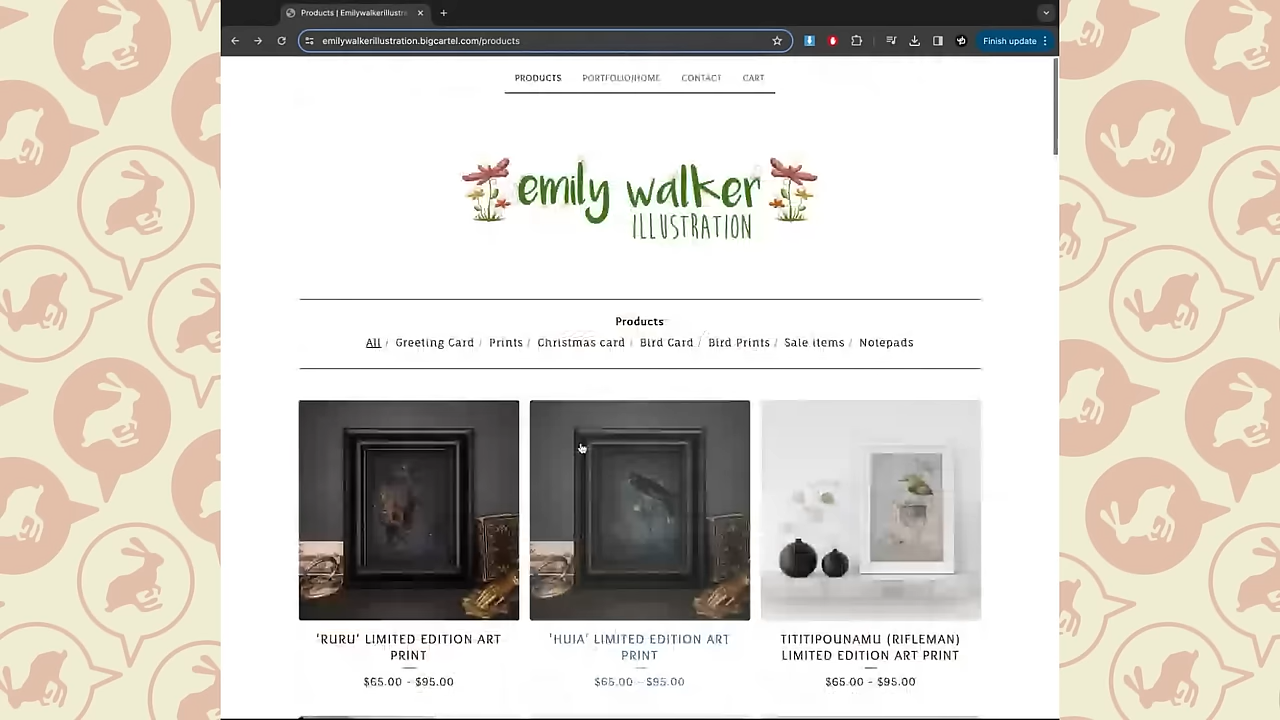 Products | Emilywalkerillustr
emilywalkerillustration.bigcartel.com/products
Finish update
PRODUCTS PORTFOLIO/HOME CONTACT CART
emily walker
ILLUSTRATION
Products
All / Greeting Card / Prints / Christmas card / Bird Card / Bird Prints / Sale items / Notepads
'RURU' LIMITED EDITION ART
PRINT
$65.00 - $95.00
'HUIA' LIMITED EDITION ART
PRINT
$65.00 - $95.00
TITITIPOUNAMU (RIFLEMAN)
LIMITED EDITION ART PRINT
$65.00 - $95.00